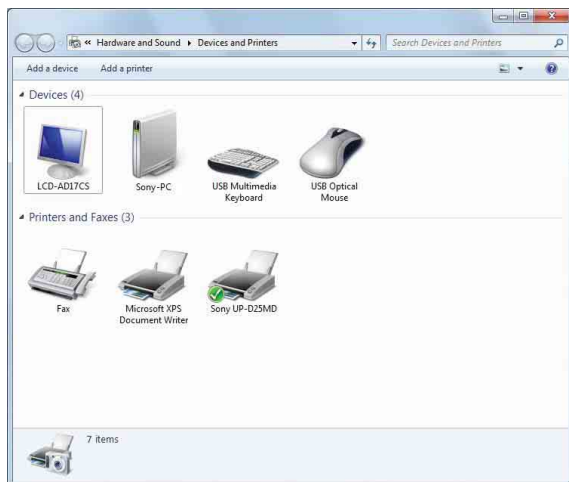 « Hardware and Sound ▸ Devices and Printers
Search Devices and Printers
Add a device Add a printer
Devices (4)
LCD-AD17CS
Sony-PC
USB Multimedia
Keyboard
USB Optical
Mouse
Printers and Faxes (3)
Fax
Microsoft XPS
Document Writer
Sony UP-D25MD
7 items